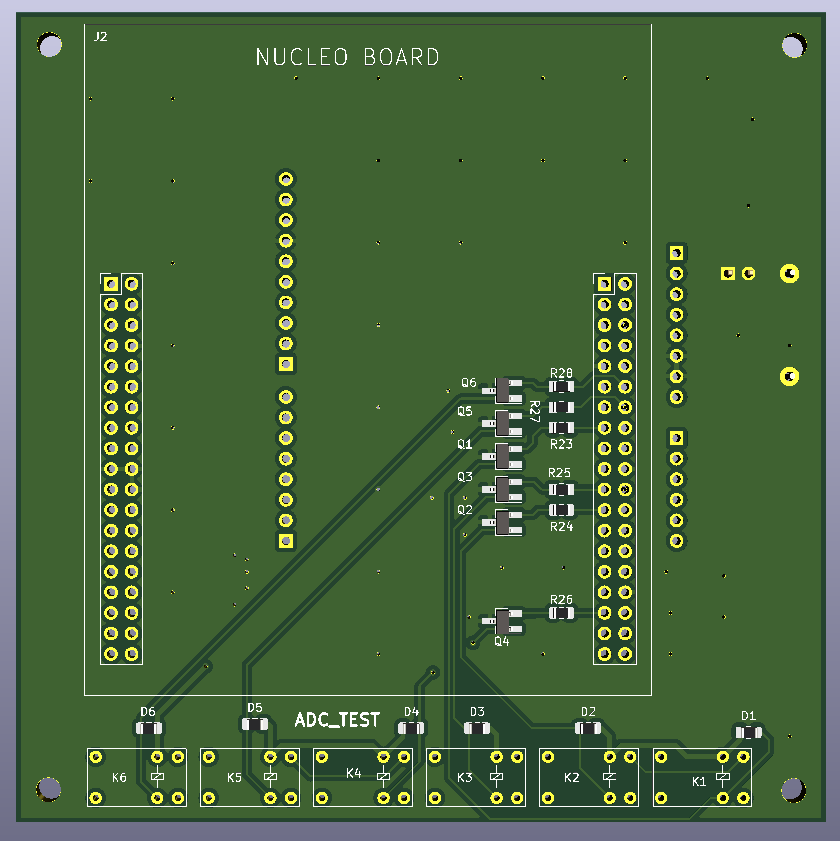 J2
NUCLEO BOARD
Q6
R28
Q5
R27
Q1
R23
Q3
R25
Q2
R24
R26
Q4
D6
D5
ADC_TEST
D4
D3
D2
D1
K6
K5
K4
K3
K2
K1